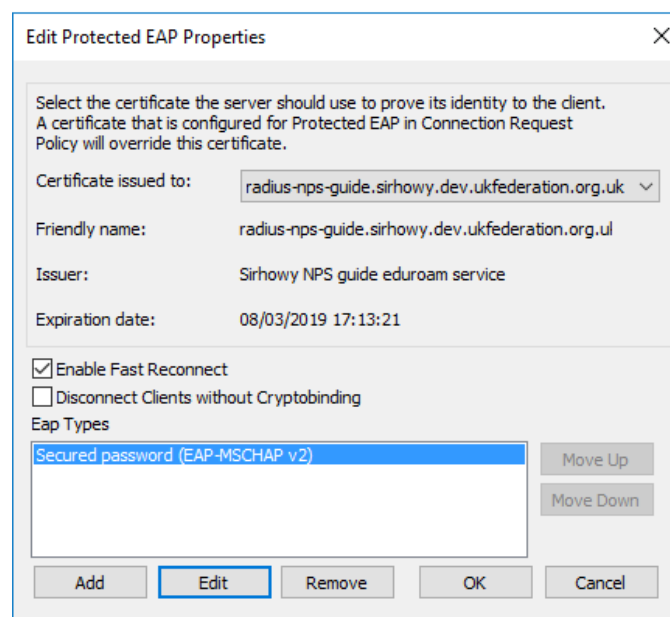 Edit Protected EAP Properties
Select the certificate the server should use to prove its identity to the client.
A certificate that is configured for Protected EAP in Connection Request
Policy will override this certificate.
Certificate issued to:
radius-nps-guide.sirhowy.dev.ukfederation.org.uk
Friendly name:
radius-nps-guide.sirhowy.dev.ukfederation.org.ul
Issuer:
Sirhowy NPS guide eduroam service
Expiration date:
08/03/2019 17:13:21
Enable Fast Reconnect
Disconnect Clients without Cryptobinding
Eap Types
Secured password (EAP-MSCHAP v2)
Move Up
Move Down
Add
Edit
Remove
OK
Cancel